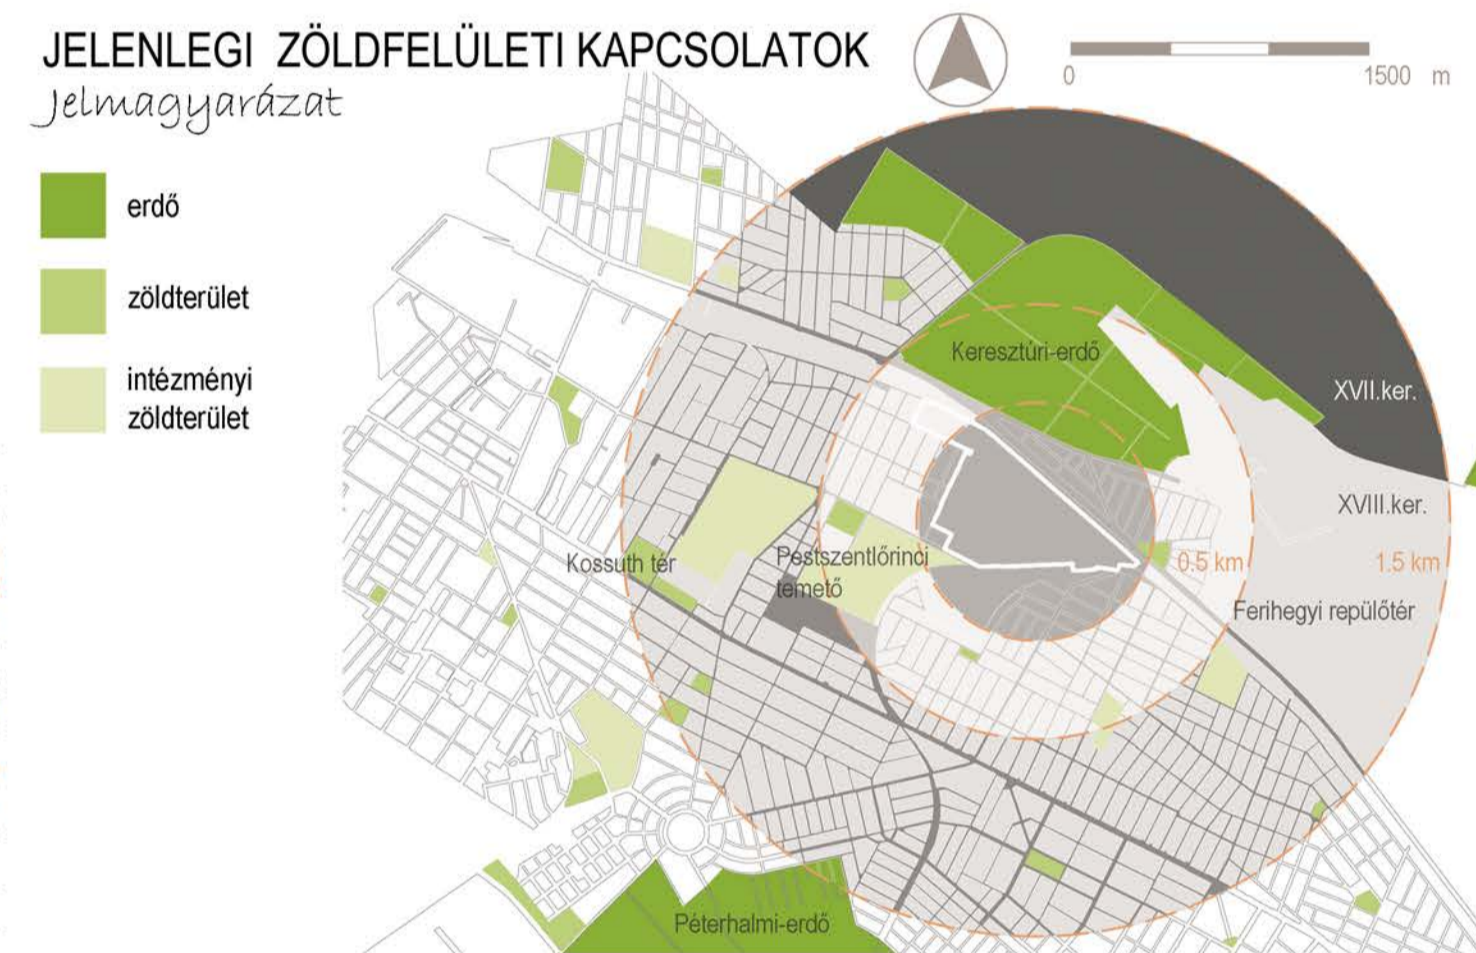 JELENLEGI ZÖLDFELÜLETI KAPCSOLATOK
Jelmagyarázat
0 1500 m
erdő
zöldterület
intézményi
zöldterület
Keresztúri-erdő
XVII.ker.
XVIII.ker.
Kossuth tér
Pestszentlőrinci
temető
0.5 km
1.5 km
Ferihegyi repülőtér
Péterhalmi-erdő